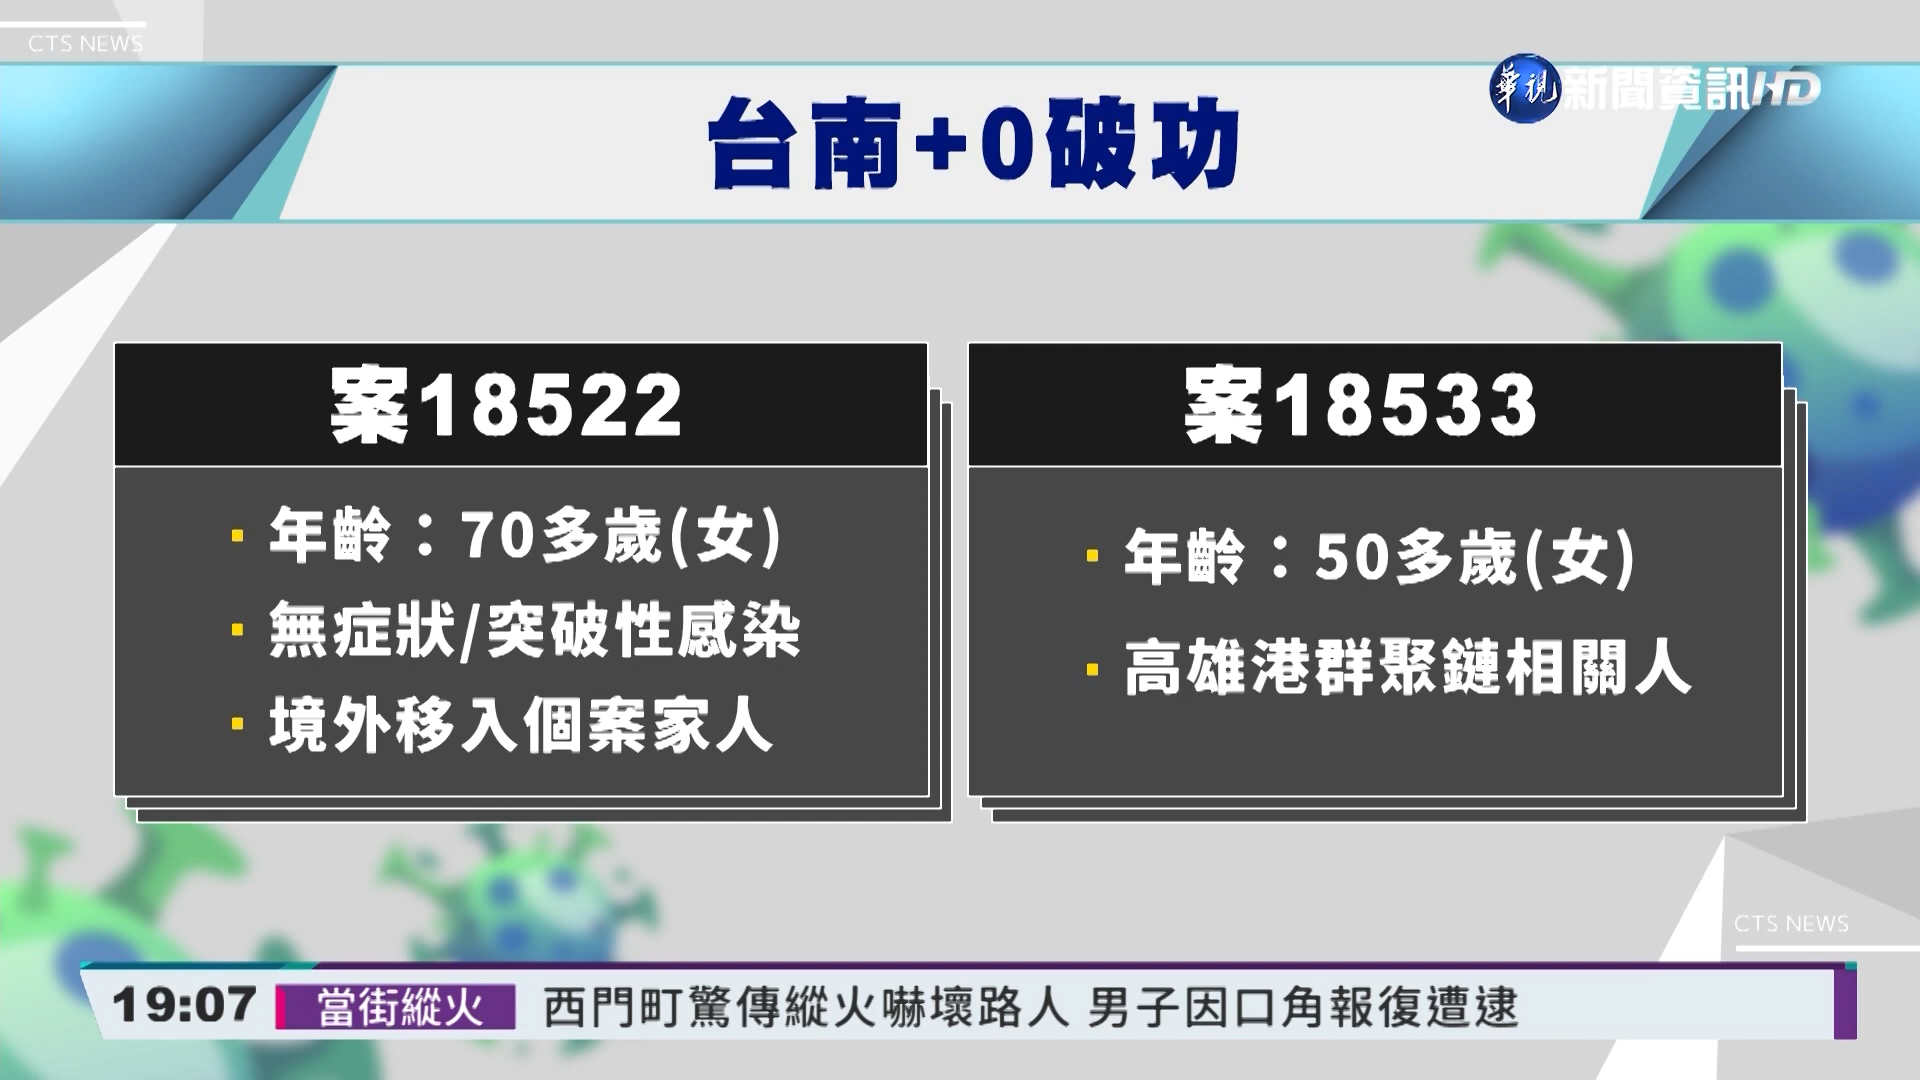 CTS NEWS
華視新聞資訊HD
台南+0破功
案18522
年齡：70多歲(女)
無症狀/突破性感染
境外移入個案家人
案18533
年齡：50多歲(女)
高雄港群聚鏈相關人
CTS NEWS
19:07 當街縱火 西門町驚傳縱火嚇壞路人 男子因口角報復遭逮